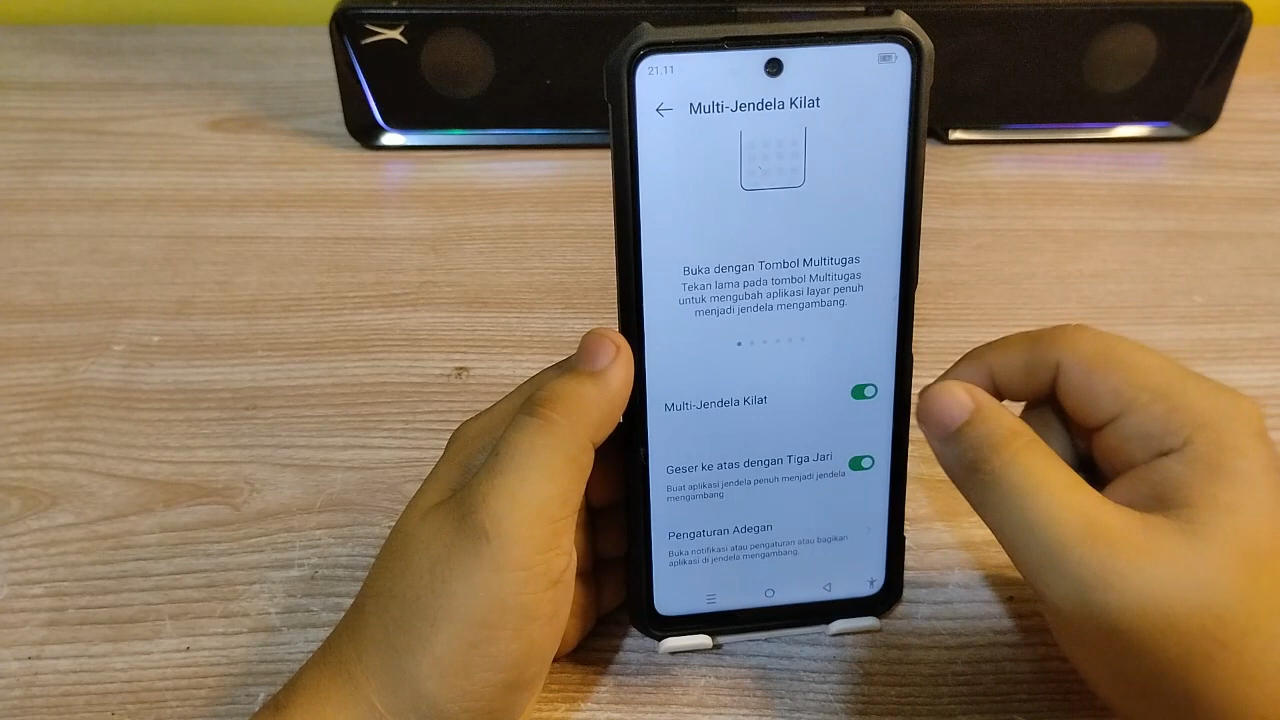 21.11
Multi-Jendela Kilat
Buka dengan Tombol Multitugas
Tekan lama pada tombol Multitugas
untuk mengubah aplikasi layar penuh
menjadi jendela mengambang.
Multi-Jendela Kilat
Geser ke atas dengan Tiga Jari
Buat aplikasi jendela penuh menjadi jendela
mengambang
Pengaturan Adegan
Buka notifikasi atau pengaturan atau bagikan
aplikasi di jendela mengambang.